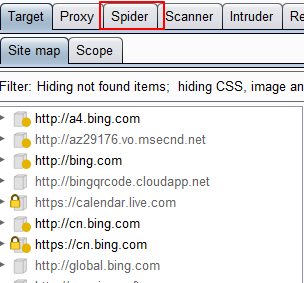 Target Proxy Spider Scanner Intruder Re
Site map Scope
Filter: Hiding not found items; hiding CSS, image an
http://a4.bing.com
http://az29176.vo.msecnd.net
http://bing.com
http://bingqrcode.cloudapp.net
https://calendar.live.com
http://cn.bing.com
https://cn.bing.com
http://global.bing.com